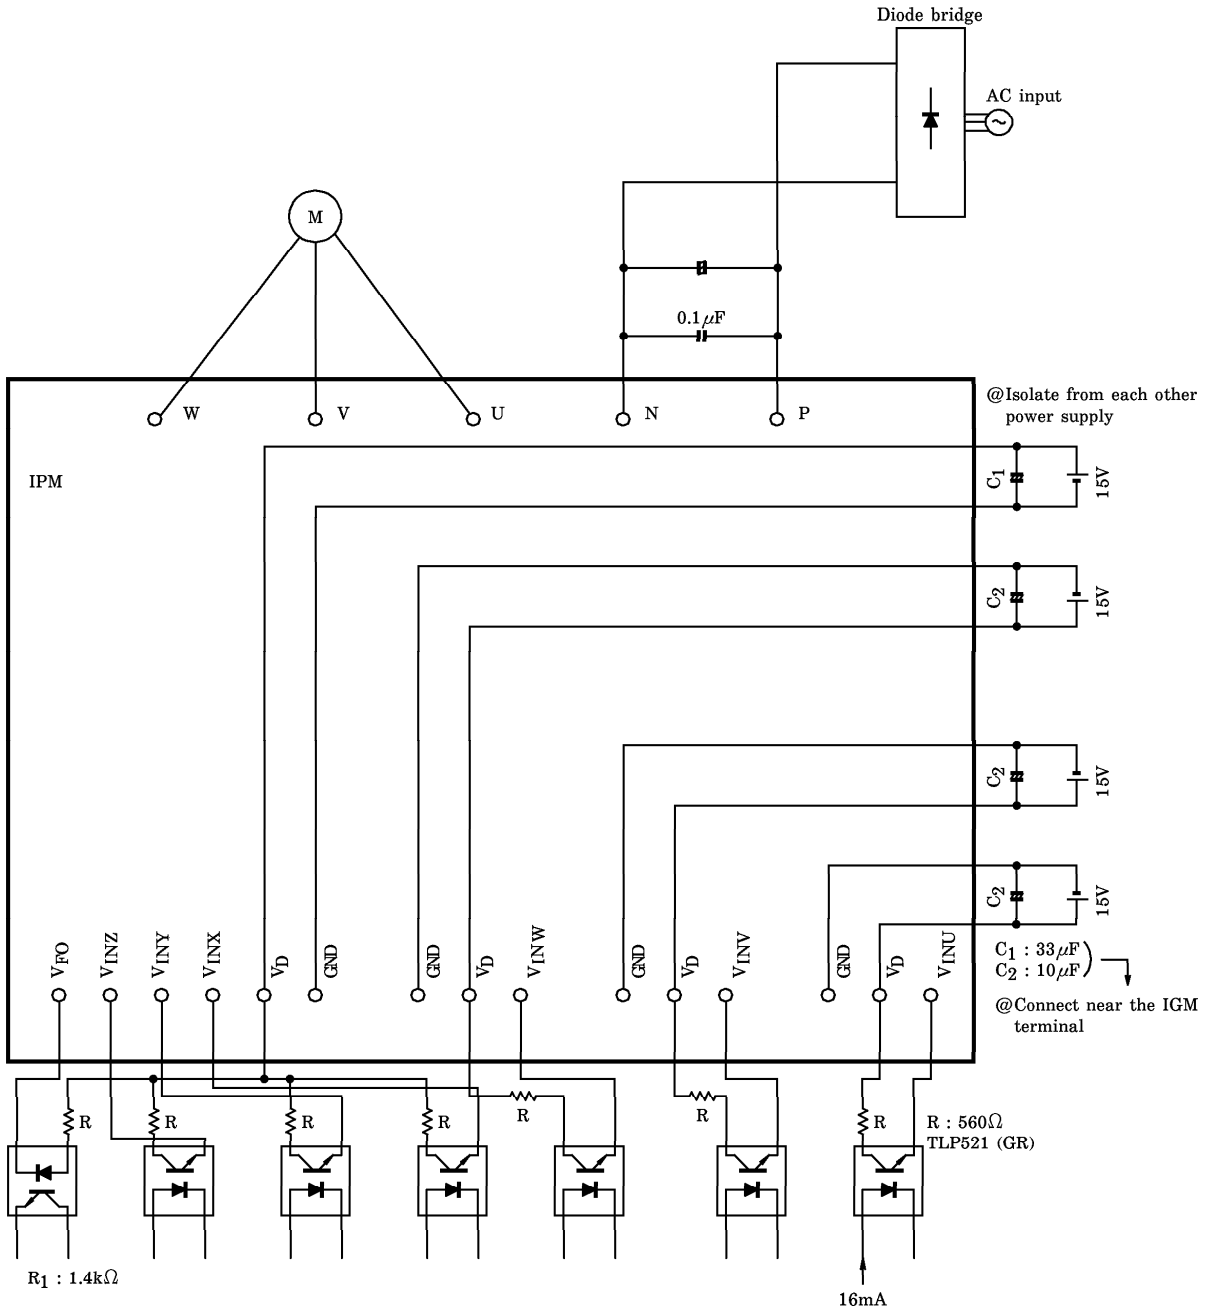 Diode bridge
AC input
M
0.1μF
W
V
U
N
P
@Isolate from each other
power supply
IPM
C1
15V
C2
15V
C2
15V
C2
15V
VFO
VINZ
VINY
VINX
VD
GND
GND
VD
VINW
GND
VD
VINV
GND
VD
VINU
C1 : 33μF
C2 : 10μF
@Connect near the IGM
terminal
R
R
R
R
R
R
R
R : 560Ω
TLP521 (GR)
R1 : 1.4kΩ
16mA